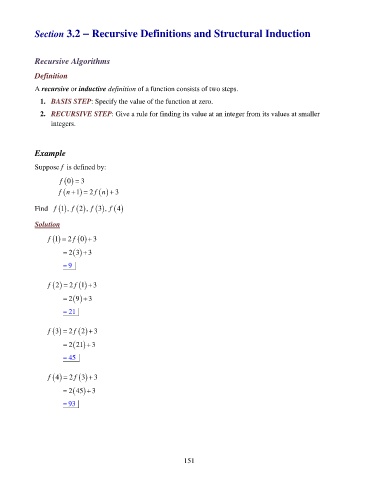 Section 3.2 – Recursive Definitions and Structural Induction
Recursive Algorithms
Definition
A recursive or inductive definition of a function consists of two steps.
1. BASIS STEP: Specify the value of the function at zero.
2. RECURSIVE STEP: Give a rule for finding its value at an integer from its values at smaller
integers.
Example
Suppose f is defined by:
f(0) = 3
f(n+1) = 2f(n)+3
Find f(1), f(2), f(3), f(4)
Solution
f(1) = 2f(0)+3
= 2(3)+3
= 9|
f(2) = 2f(1)+3
= 2(9)+3
= 21|
f(3) = 2f(2)+3
= 2(21)+3
= 45|
f(4) = 2f(3)+3
= 2(45)+3
= 93|
151